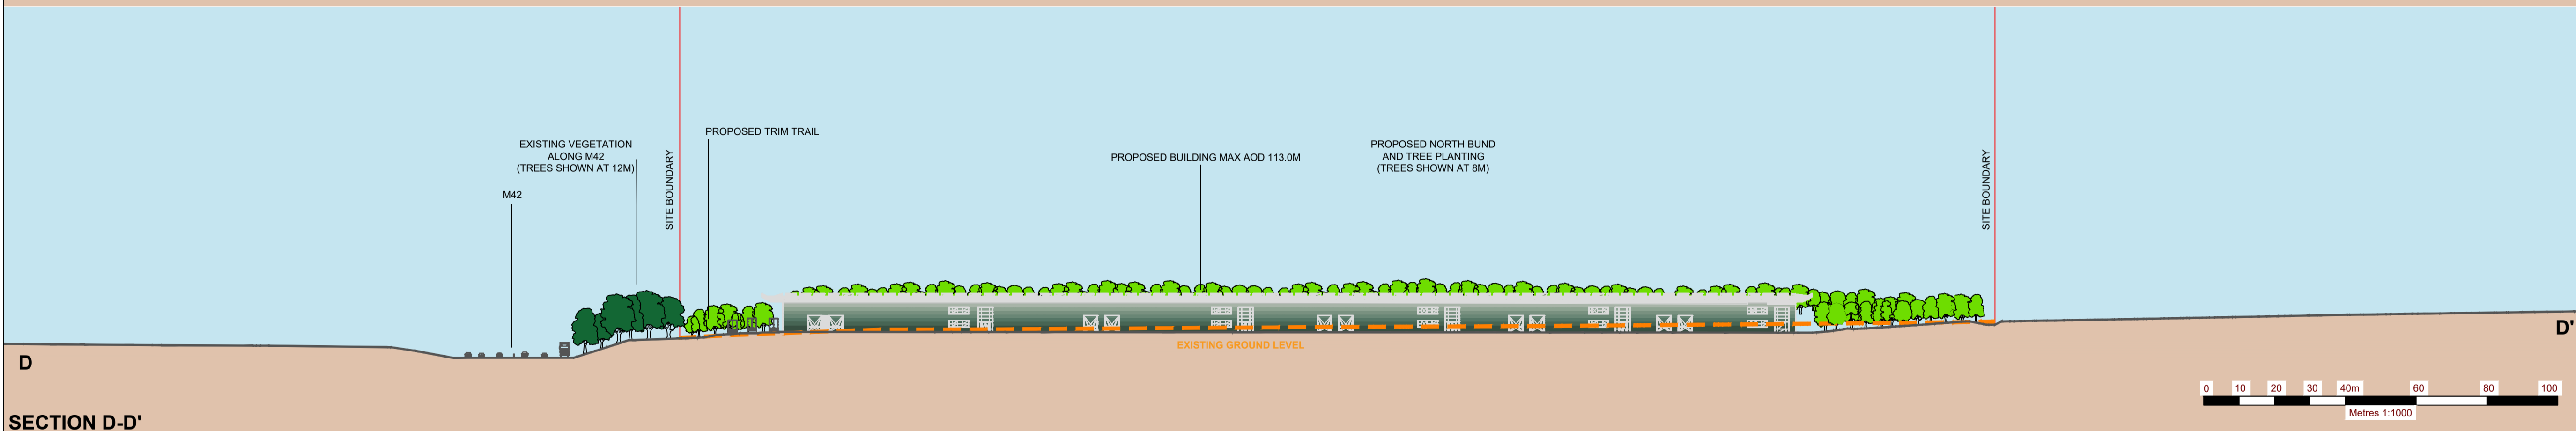 PROPOSED TRIM TRAIL
EXISTING VEGETATION
ALONG M42
(TREES SHOWN AT 12M)
SITE BOUNDARY
M42
PROPOSED BUILDING MAX AOD 113.0M
PROPOSED NORTH BUND
AND TREE PLANTING
(TREES SHOWN AT 8M)
SITE BOUNDARY
EXISTING GROUND LEVEL
D
D'
0 10 20 30 40m 60 80 100
Metres 1:1000
SECTION D-D'